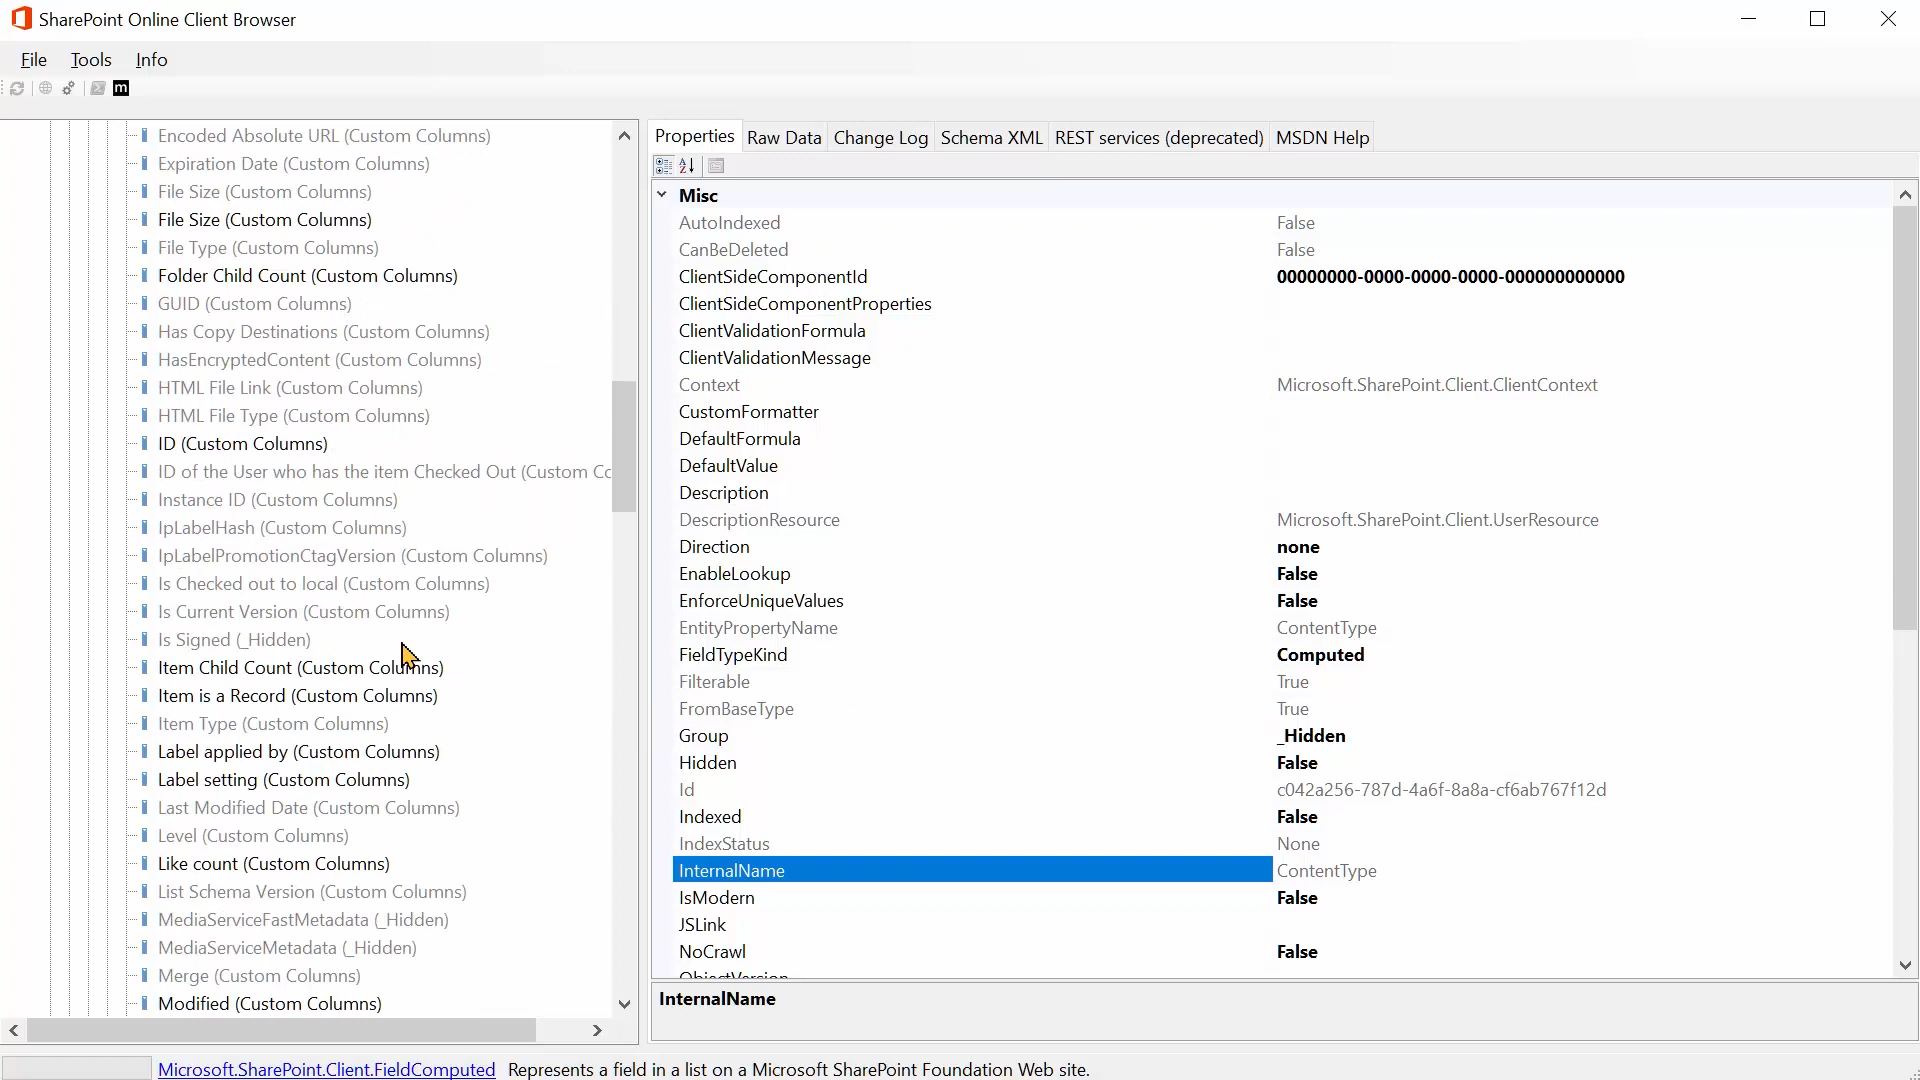 SharePoint Online Client Browser
File Tools Info
m
Encoded Absolute URL (Custom Columns)
Expiration Date (Custom Columns)
File Size (Custom Columns)
File Size (Custom Columns)
File Type (Custom Columns)
Folder Child Count (Custom Columns)
GUID (Custom Columns)
Has Copy Destinations (Custom Columns)
HasEncryptedContent (Custom Columns)
HTML File Link (Custom Columns)
HTML File Type (Custom Columns)
ID (Custom Columns)
ID of the User who has the item Checked Out (Custom Cc
Instance ID (Custom Columns)
IpLabelHash (Custom Columns)
IpLabelPromotionCtagVersion (Custom Columns)
Is Checked out to local (Custom Columns)
Is Current Version (Custom Columns)
Is Signed (_Hidden)
Item Child Count (Custom Columns)
Item is a Record (Custom Columns)
Item Type (Custom Columns)
Label applied by (Custom Columns)
Label setting (Custom Columns)
Last Modified Date (Custom Columns)
Level (Custom Columns)
Like count (Custom Columns)
List Schema Version (Custom Columns)
MediaServiceFastMetadata (_Hidden)
MediaServiceMetadata (_Hidden)
Merge (Custom Columns)
Modified (Custom Columns)
Properties Raw Data Change Log Schema XML REST services (deprecated) MSDN Help
Misc
AutoIndexed False
CanBeDeleted False
ClientSideComponentId 00000000-0000-0000-0000-000000000000
ClientSideComponentProperties
ClientValidationFormula
ClientValidationMessage
Context Microsoft.SharePoint.Client.ClientContext
CustomFormatter
DefaultFormula
DefaultValue
Description
DescriptionResource Microsoft.SharePoint.Client.UserResource
Direction none
EnableLookup False
EnforceUniqueValues False
EntityPropertyName ContentType
FieldTypeKind Computed
Filterable True
FromBaseType True
Group _Hidden
Hidden False
Id c042a256-787d-4a6f-8a8a-cf6ab767f12d
Indexed False
IndexStatus None
InternalName ContentType
IsModern False
JSLink
NoCrawl False
ObjectVersion
InternalName
Microsoft.SharePoint.Client.FieldComputed Represents a field in a list on a Microsoft SharePoint Foundation Web site.